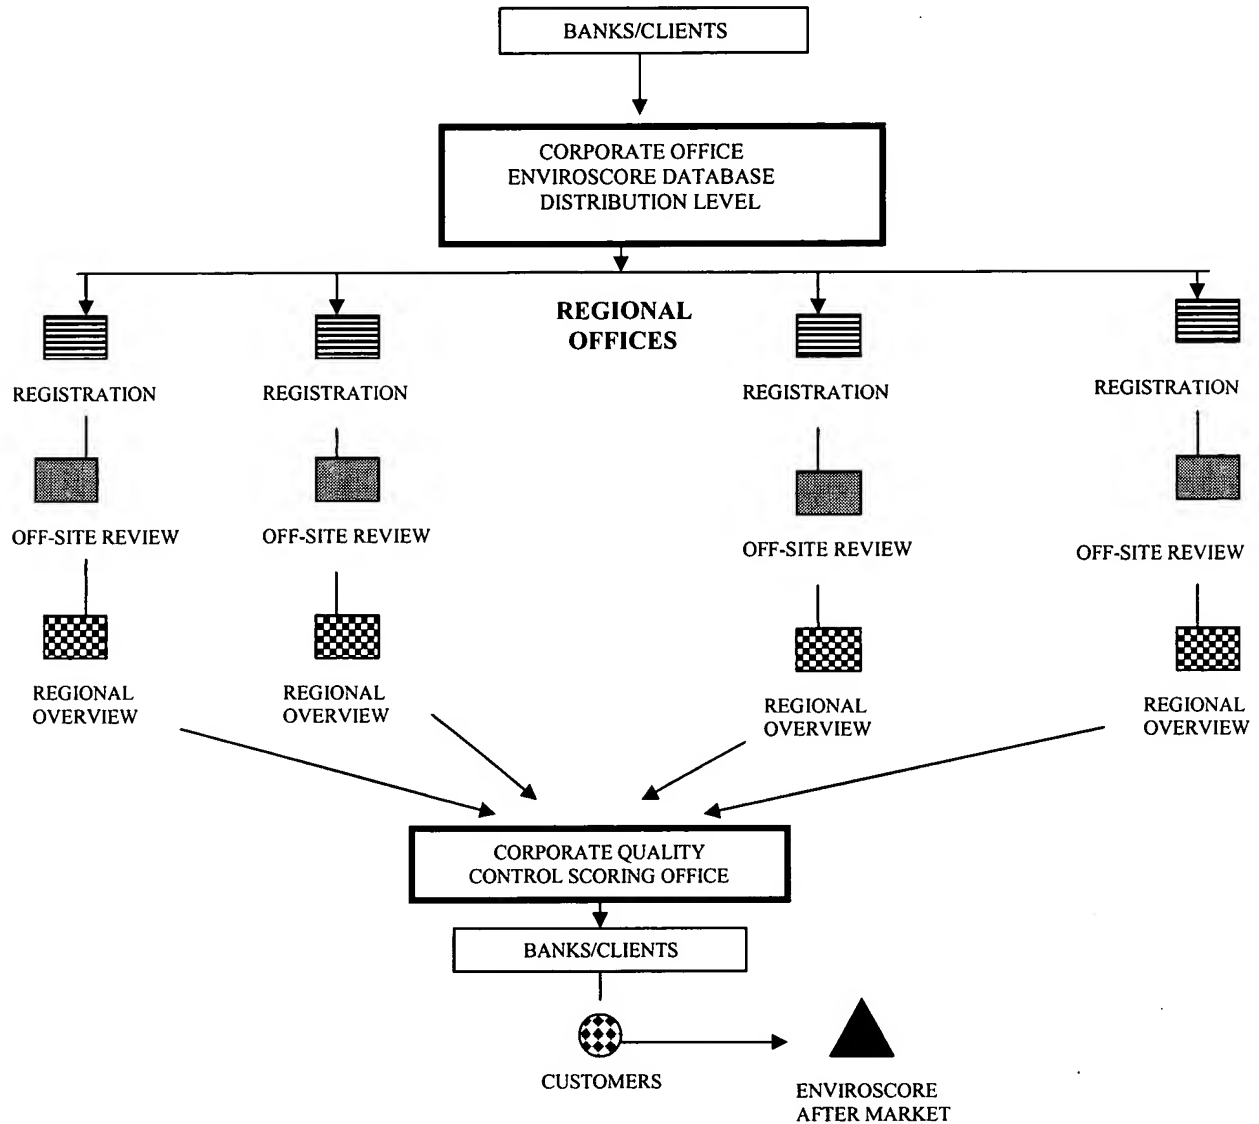 BANKS/CLIENTS
CORPORATE OFFICE
ENVIROSCORE DATABASE
DISTRIBUTION LEVEL
REGIONAL
OFFICES
REGISTRATION
REGISTRATION
REGISTRATION
REGISTRATION
OFF-SITE REVIEW
OFF-SITE REVIEW
OFF-SITE REVIEW
OFF-SITE REVIEW
REGIONAL
OVERVIEW
REGIONAL
OVERVIEW
REGIONAL
OVERVIEW
REGIONAL
OVERVIEW
CORPORATE QUALITY
CONTROL SCORING OFFICE
BANKS/CLIENTS
CUSTOMERS
ENVIROSCORE
AFTER MARKET